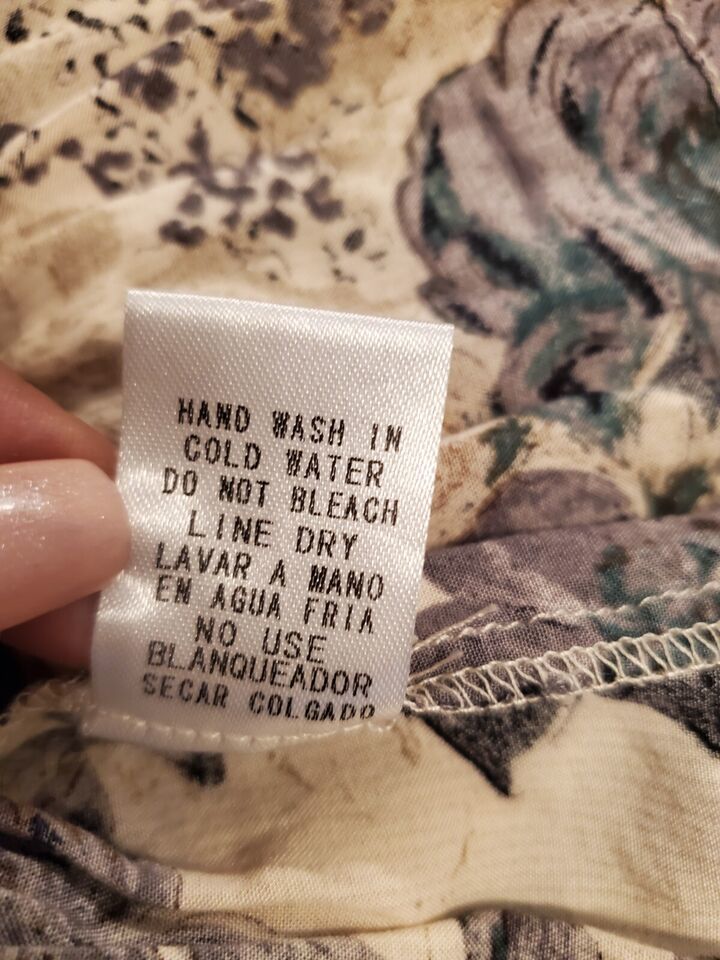 HAND WASH IN
COLD WATER
DO NOT BLEACH
LINE DRY
LAVAR A MANO
EN AGUA FRIA
NO USE
BLANQUEADOR
SECAR COLGADO